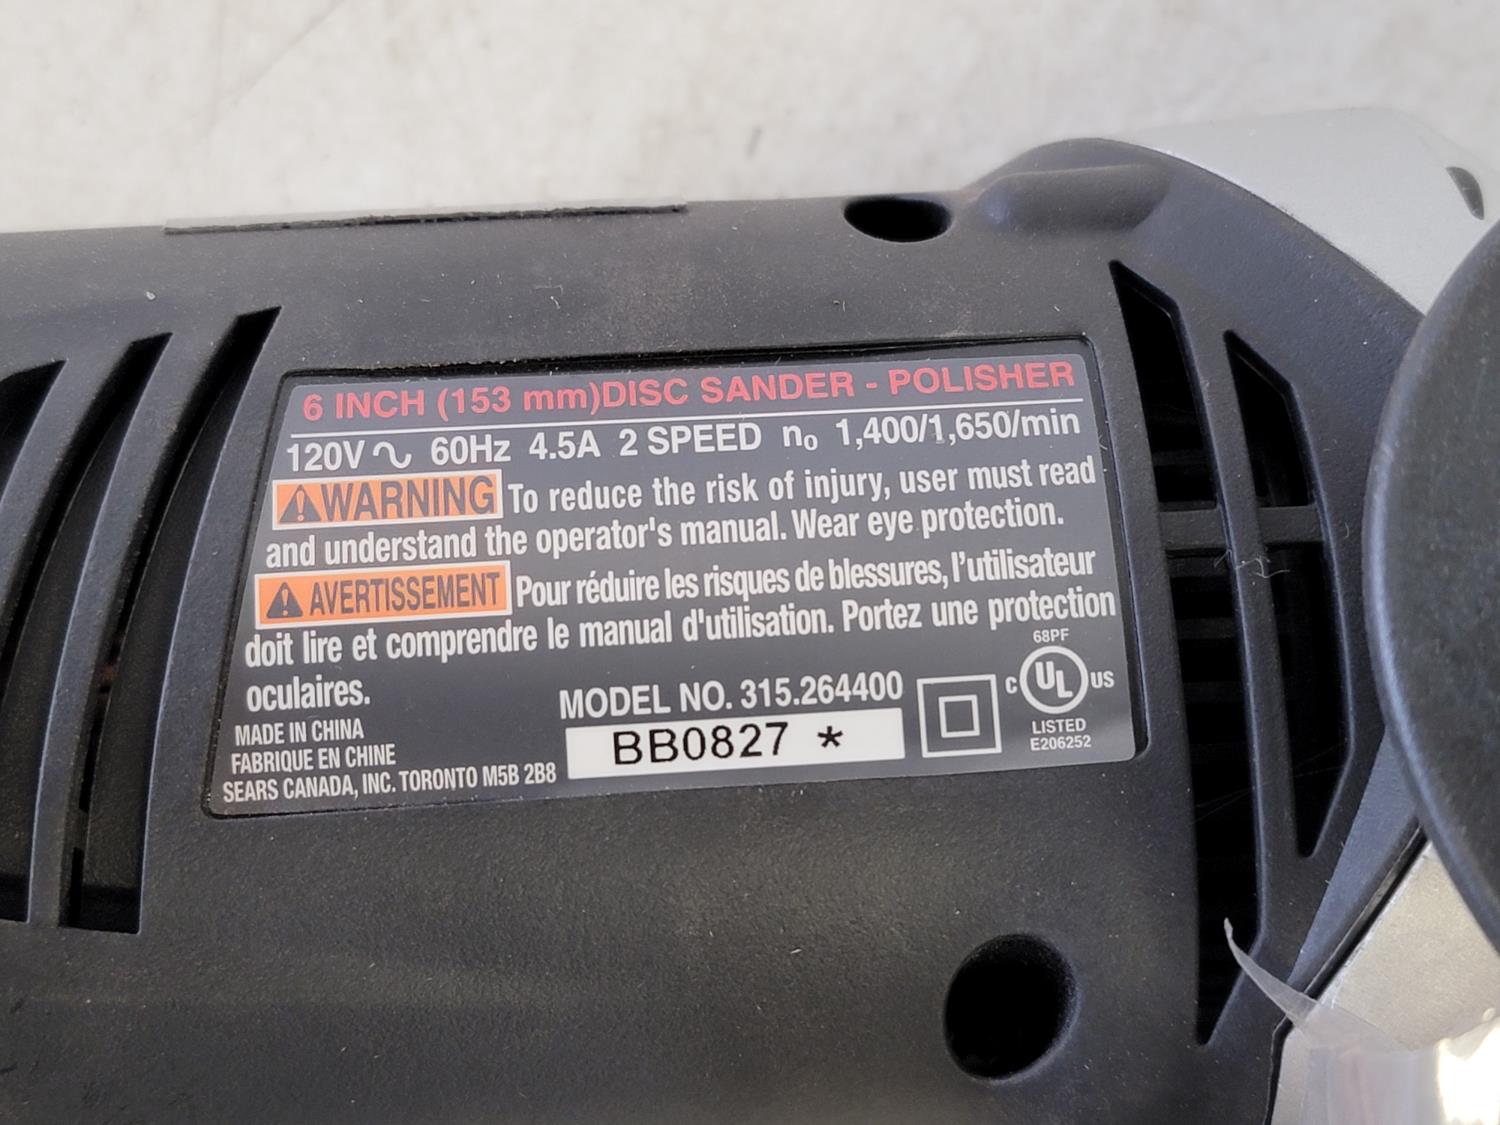 6 INCH (153 mm)DISC SANDER - POLISHER
120V 60Hz 4.5A 2 SPEED n₀ 1,400/1,650/min
WARNING To reduce the risk of injury, user must read
and understand the operator's manual. Wear eye protection.
AVERTISSEMENT Pour réduire les risques de blessures, l'utilisateur
doit lire et comprendre le manual d'utilisation. Portez une protection
oculaires.
MADE IN CHINA
FABRIQUE EN CHINE
SEARS CANADA, INC. TORONTO M5B 2B8
MODEL NO. 315.264400
BB0827 *
68PF
C UL US
LISTED
E206252